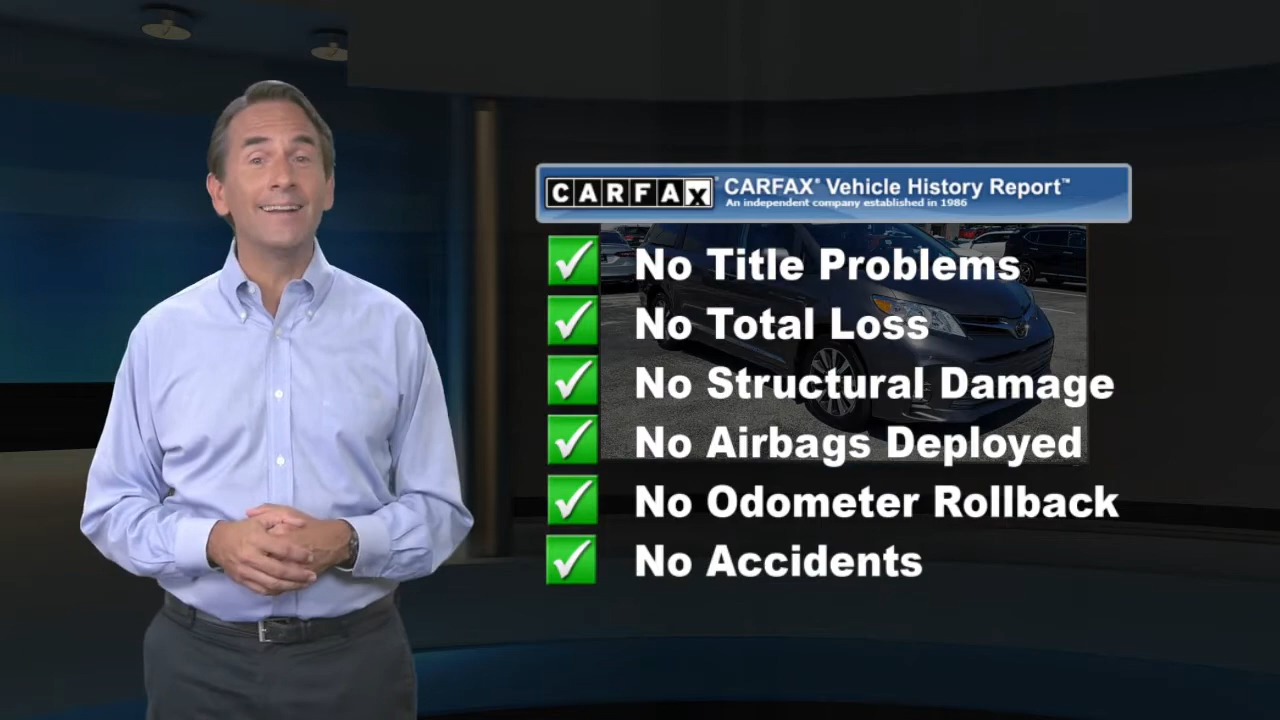 CARFAX
CARFAX® Vehicle History Report™
An independent company established in 1986
No Title Problems
No Total Loss
No Structural Damage
No Airbags Deployed
No Odometer Rollback
No Accidents